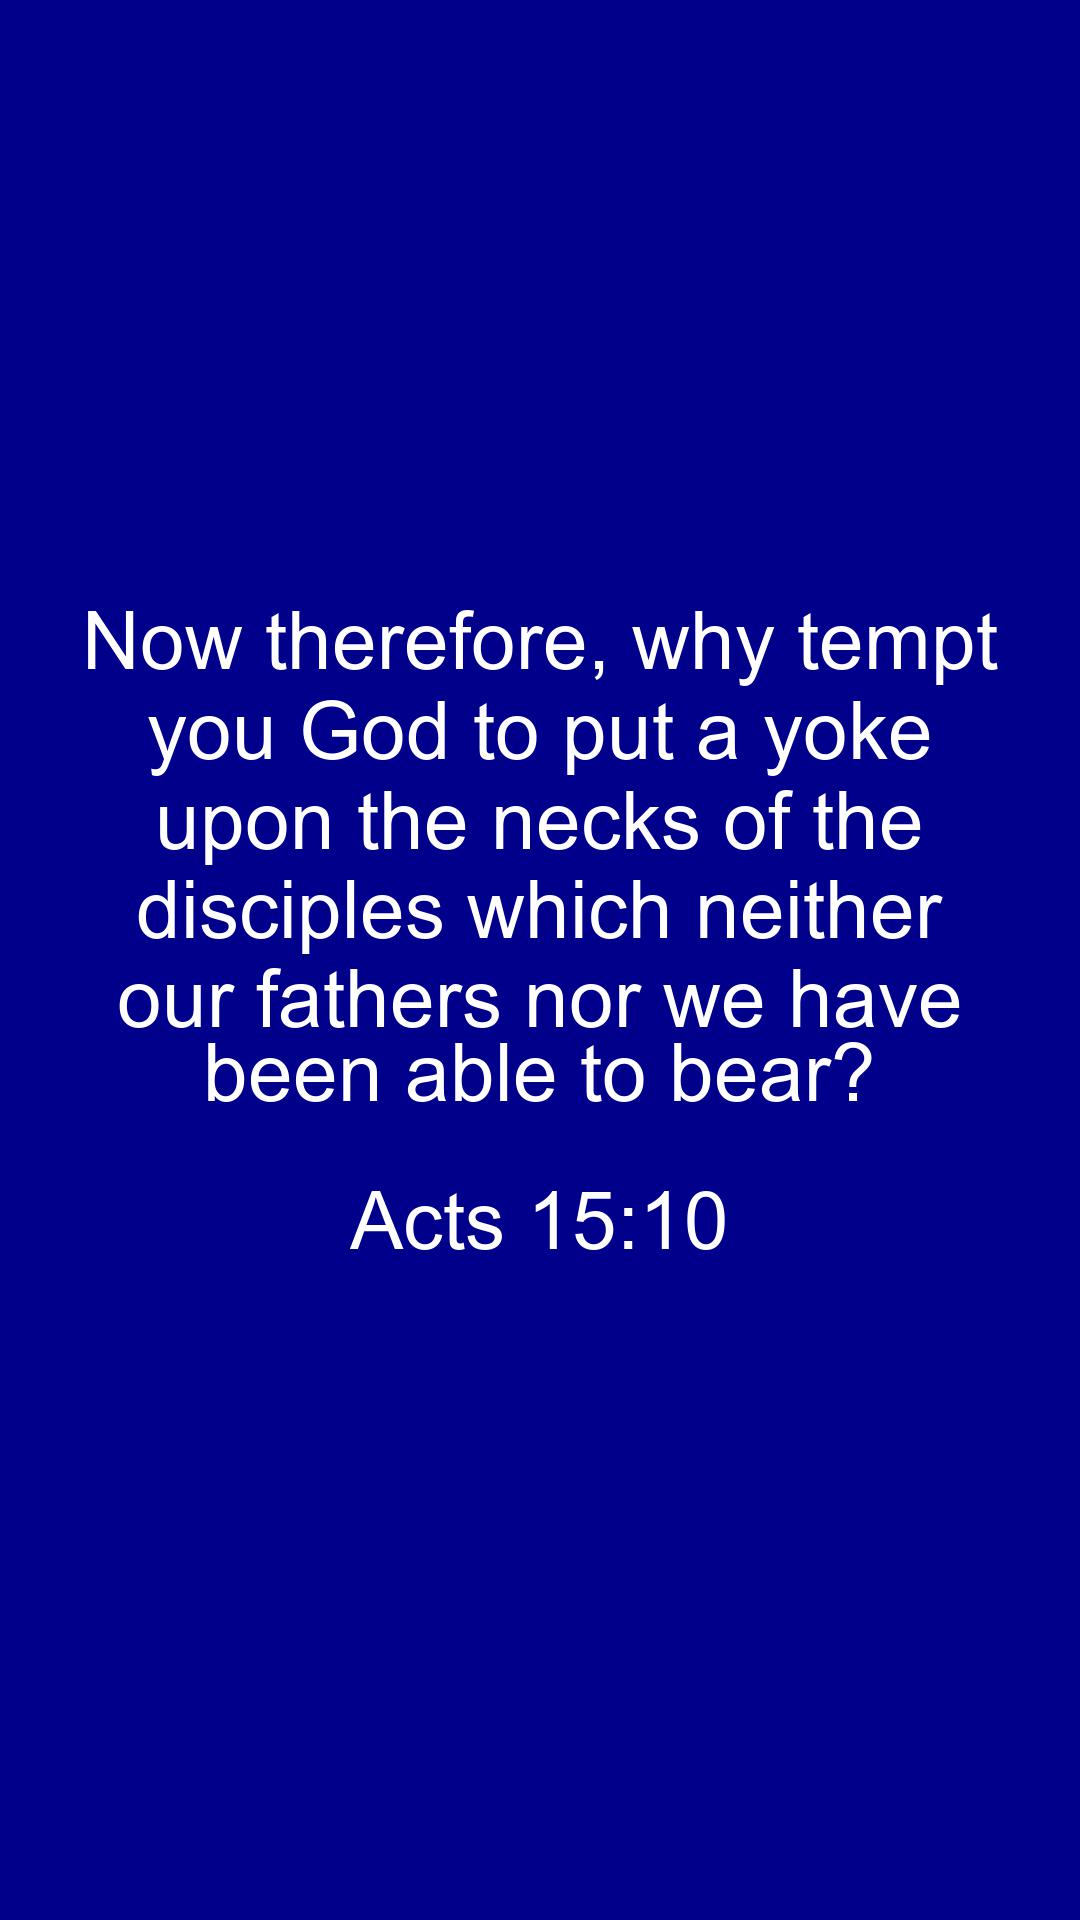 Now therefore, why tempt
you God to put a yoke
upon the necks of the
disciples which neither
our fathers nor we have
been able to bear?
Acts 15:10